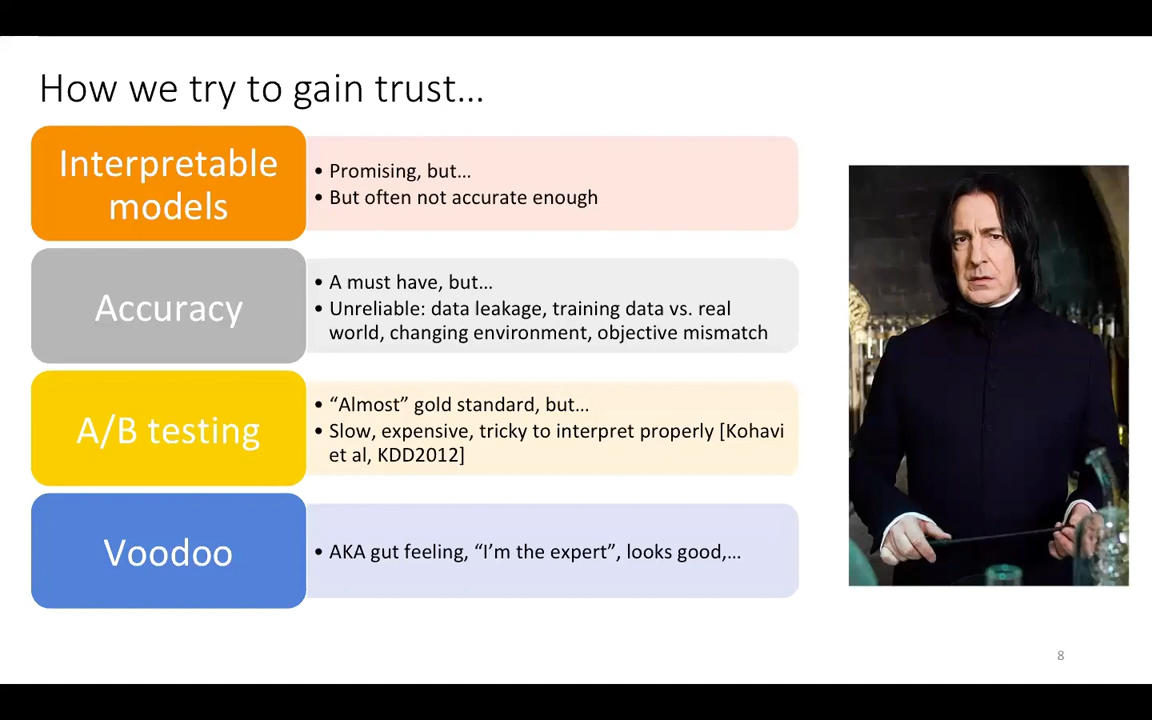 How we try to gain trust...
Interpretable
models
• Promising, but...
• But often not accurate enough
Accuracy
• A must have, but...
• Unreliable: data leakage, training data vs. real
world, changing environment, objective mismatch
A/B testing
• “Almost” gold standard, but...
• Slow, expensive, tricky to interpret properly [Kohavi
et al, KDD2012]
Voodoo
• AKA gut feeling, “I’m the expert”, looks good,...
8